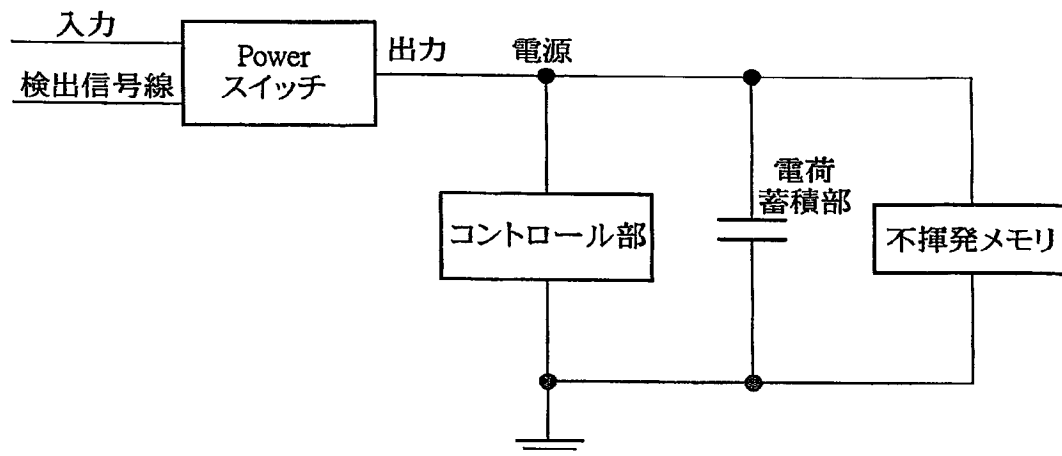 入力
検出信号線
Power
スイッチ
出力
電源
コントロール部
電荷
蓄積部
不揮発メモリ